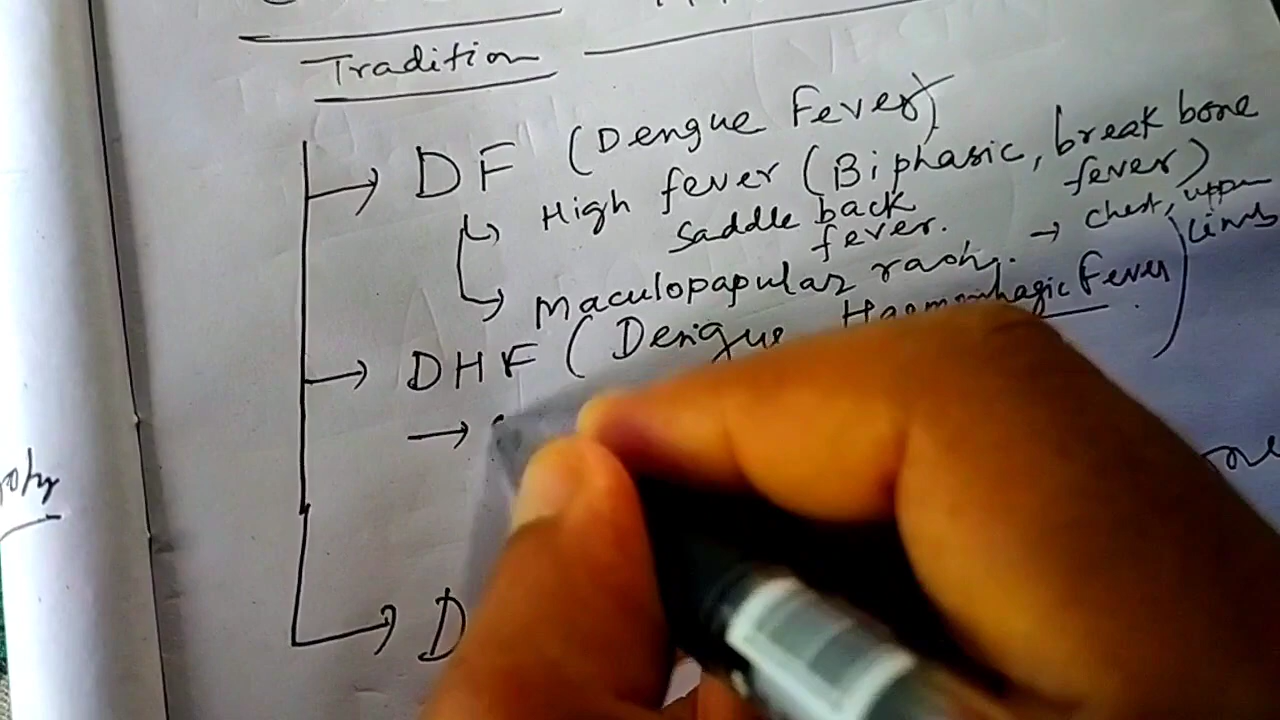 Tradition
→ DF (Dengue Fever)
↳ High fever (Biphasic, break bone
saddle back fever)
fever.
↳ Maculopapular rash. → chest, upper
limbs
→ DHF (Dengue Haemorrhagic Fever)
→
→ D